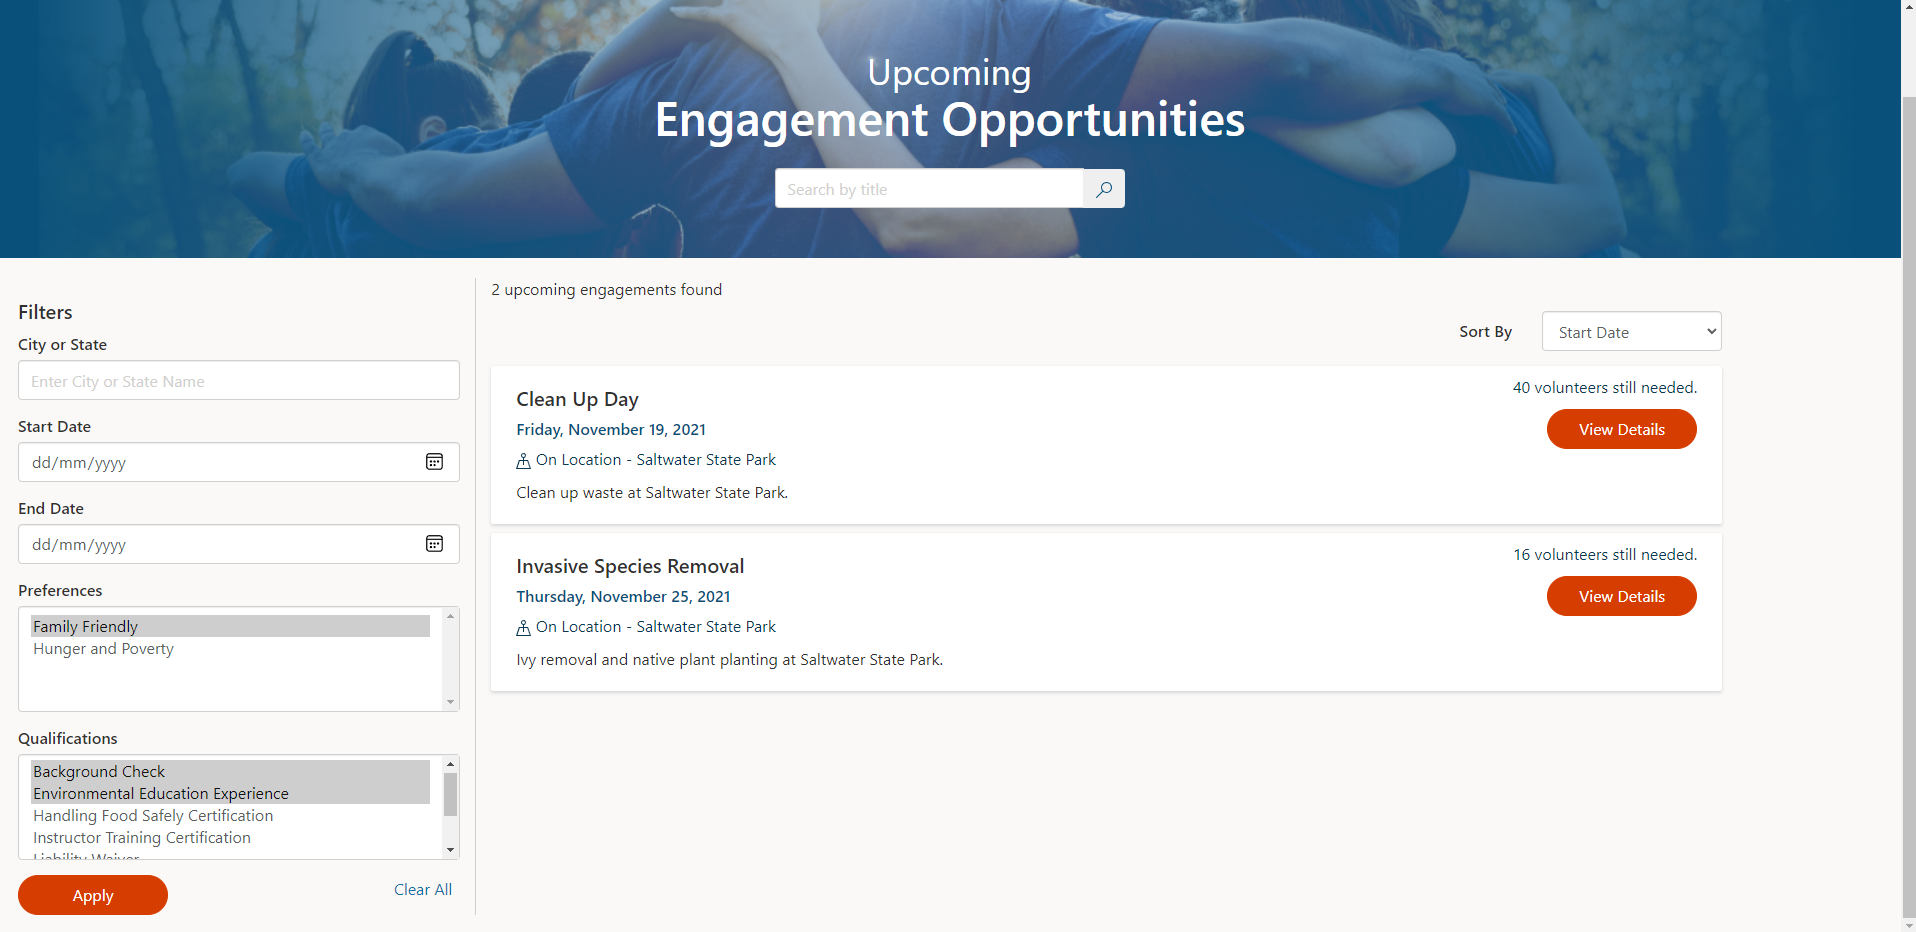 Upcoming
Engagement Opportunities
Search by title
Filters
City or State
Enter City or State Name
Start Date
dd/mm/yyyy
End Date
dd/mm/yyyy
Preferences
Family Friendly
Hunger and Poverty
Qualifications
Background Check
Environmental Education Experience
Handling Food Safely Certification
Instructor Training Certification
Liability Waiver
Apply
Clear All
2 upcoming engagements found
Sort By
Start Date
Clean Up Day
40 volunteers still needed.
Friday, November 19, 2021
View Details
On Location - Saltwater State Park
Clean up waste at Saltwater State Park.
Invasive Species Removal
16 volunteers still needed.
Thursday, November 25, 2021
View Details
On Location - Saltwater State Park
Ivy removal and native plant planting at Saltwater State Park.